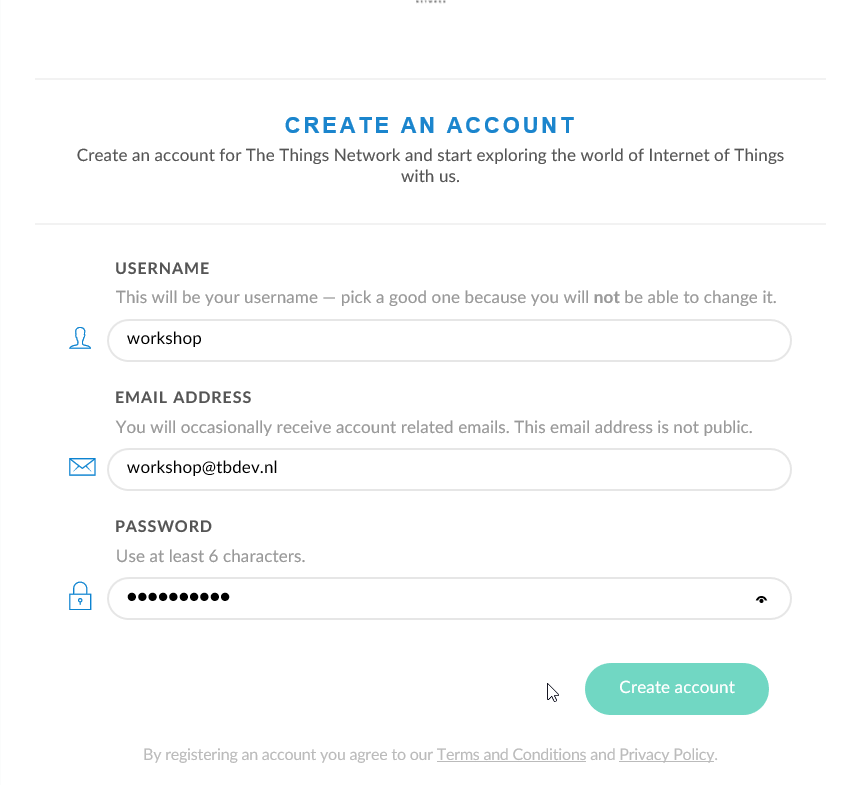 CREATE AN ACCOUNT
Create an account for The Things Network and start exploring the world of Internet of Things
with us.
USERNAME
This will be your username — pick a good one because you will not be able to change it.
workshop
EMAIL ADDRESS
You will occasionally receive account related emails. This email address is not public.
workshop@tbdev.nl
PASSWORD
Use at least 6 characters.
●●●●●●●●●●
Create account
By registering an account you agree to our Terms and Conditions and Privacy Policy.